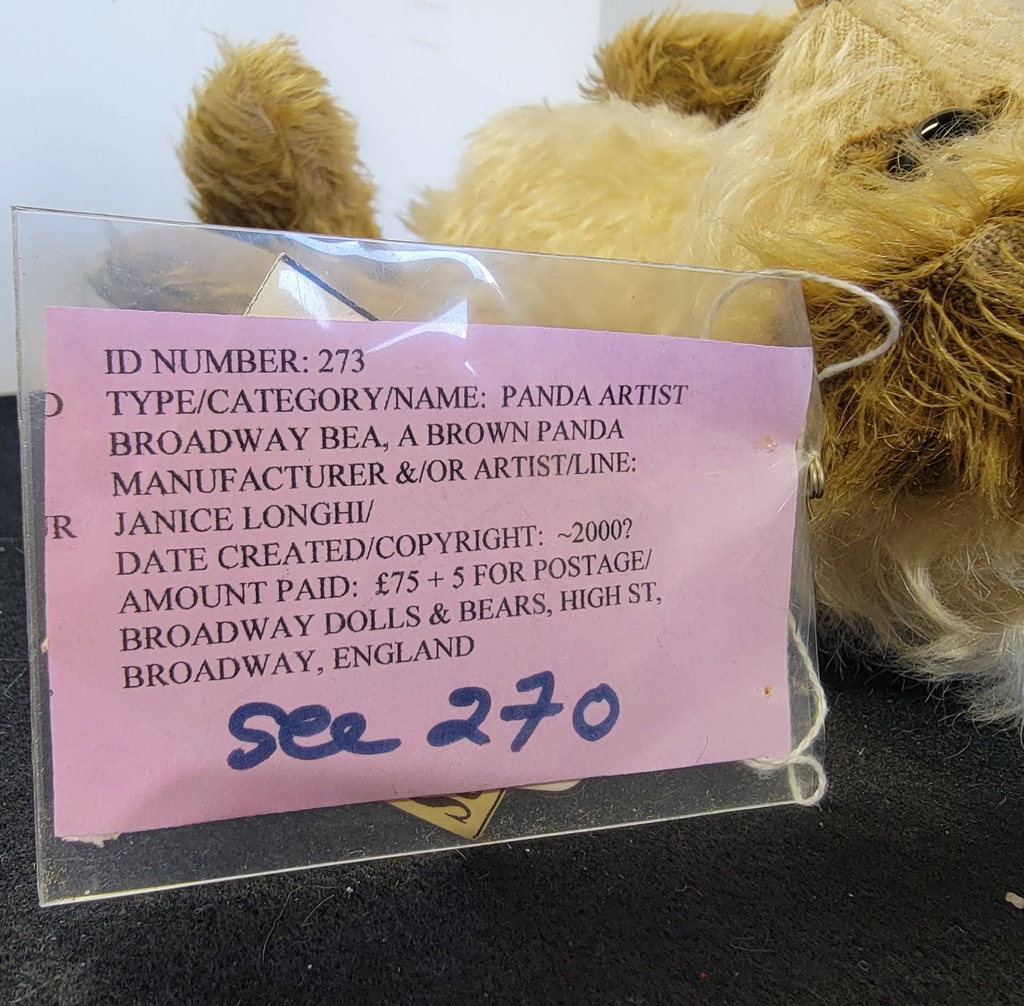 ID NUMBER: 273
TYPE/CATEGORY/NAME: PANDA ARTIST
BROADWAY BEA, A BROWN PANDA
MANUFACTURER &/OR ARTIST/LINE:
JANICE LONGHI/
DATE CREATED/COPYRIGHT: ~2000?
AMOUNT PAID: £75 + 5 FOR POSTAGE/
BROADWAY DOLLS & BEARS, HIGH ST,
BROADWAY, ENGLAND
see 270